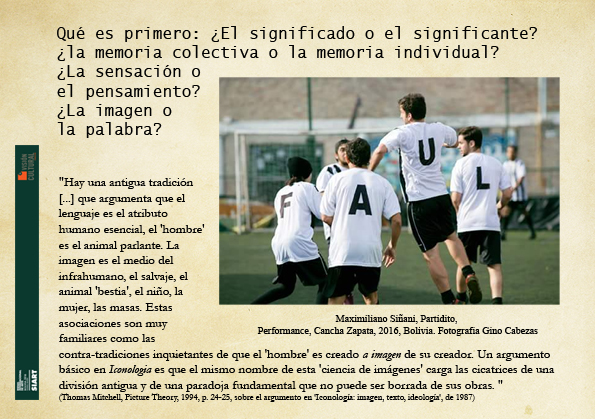 Qué es primero: ¿El significado o el significante?
¿la memoria colectiva o la memoria individual?
¿La sensación o
el pensamiento?
¿La imagen o
la palabra?
VISIÓN
CULTURAL
F
A
U
L
"Hay una antigua tradición
[...] que argumenta que el
lenguaje es el atributo
humano esencial, el 'hombre'
es el animal parlante. La
imagen es el medio del
infrahumano, el salvaje, el
animal 'bestia', el niño, la
mujer, las masas. Estas
asociaciones son muy
familiares como las
contra-tradiciones inquietantes de que el 'hombre' es creado a imagen de su creador. Un argumento
básico en Iconologia es que el mismo nombre de esta 'ciencia de imágenes' carga las cicatrices de una
división antigua y de una paradoja fundamental que no puede ser borrada de sus obras. "
(Thomas Mitchell, Picture Theory, 1994, p. 24-25, sobre el argumento en 'Iconología: imagen, texto, ideología', de 1987)
Maximiliano Siñani, Partidito,
Performance, Cancha Zapata, 2016, Bolivia. Fotografia Gino Cabezas
SIART